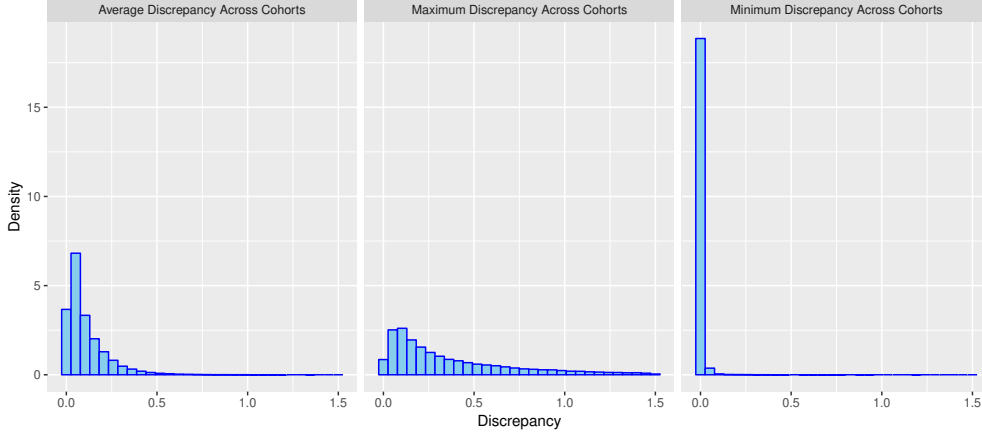 Average Discrepancy Across Cohorts
Maximum Discrepancy Across Cohorts
Minimum Discrepancy Across Cohorts
Density
15
10
5
0
0.0 0.5 1.0 1.5
0.0 0.5 1.0 1.5
0.0 0.5 1.0 1.5
Discrepancy